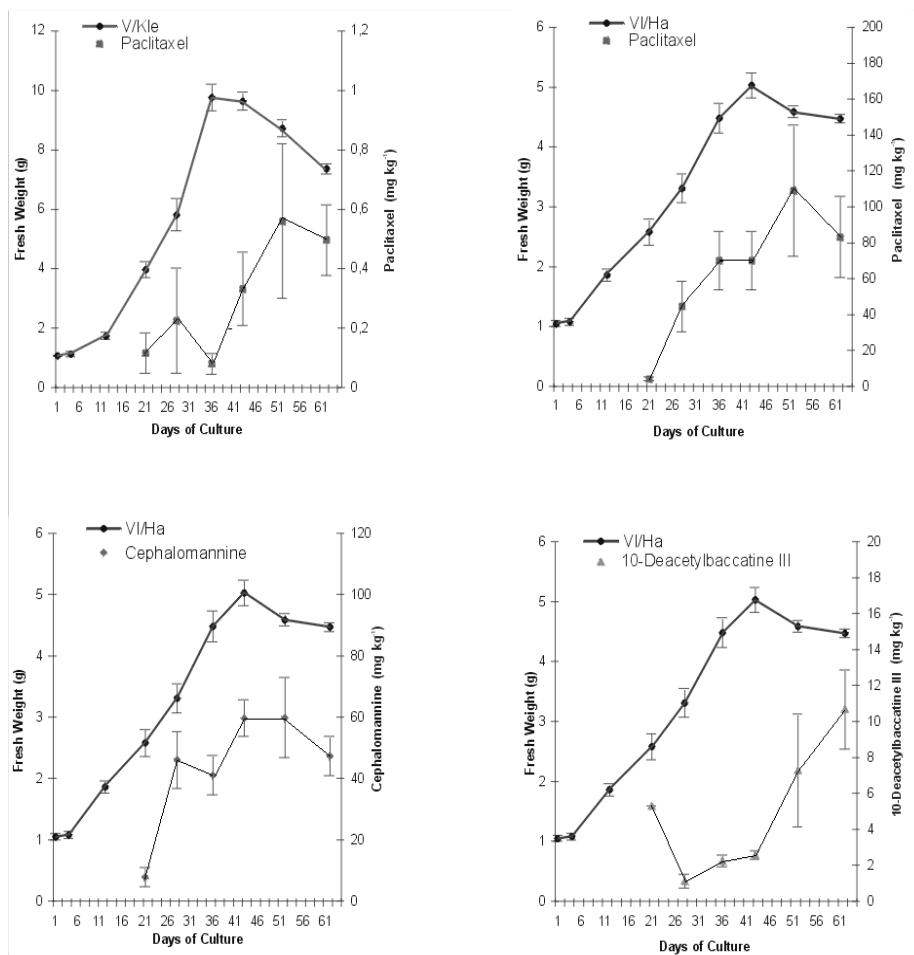 V/Kle
Paclitaxel
12
10
8
6
4
2
0
1,2
1
0,8
0,6
0,4
0,2
0
Fresh Weight (g)
Paclitaxel (mg kg⁻¹)
1 6 11 16 21 26 31 36 41 46 51 56 61
Days of Culture
VI/Ha
Paclitaxel
6
5
4
3
2
1
0
200
180
160
140
120
100
80
60
40
20
0
Fresh Weight (g)
Paclitaxel (mg kg⁻¹)
1 6 11 16 21 26 31 36 41 46 51 56 61
Days of Culture
VI/Ha
Cephalomannine
6
5
4
3
2
1
0
120
100
80
60
40
20
0
Fresh Weight (g)
Cephalomannine (mg kg⁻¹)
1 6 11 16 21 26 31 36 41 46 51 56 61
Days of Culture
VI/Ha
10-Deacetylbaccatine III
6
5
4
3
2
1
0
20
18
16
14
12
10
8
6
4
2
0
Fresh Weight (g)
10-Deacetylbaccatine III (mg kg⁻¹)
1 6 11 16 21 26 31 36 41 46 51 56 61
Days of Culture